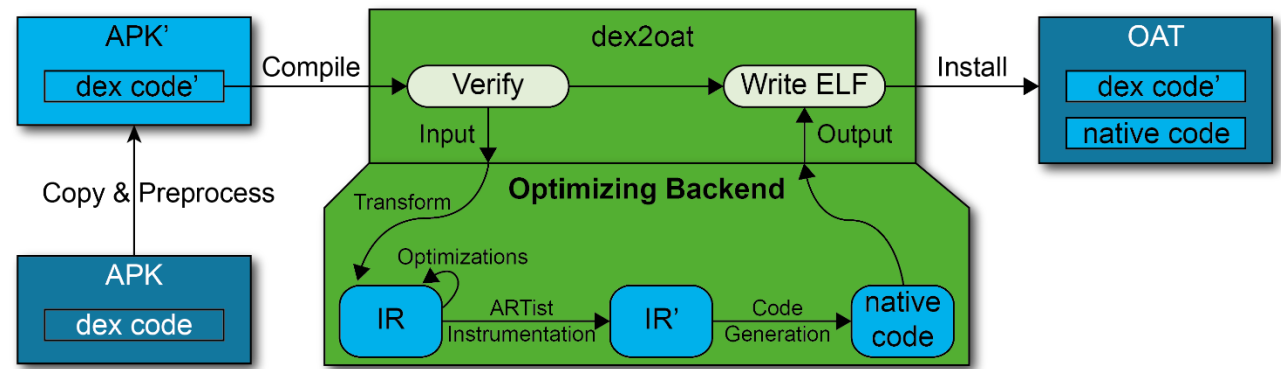 APK’
dex code’
Compile
dex2oat
Verify
Write ELF
Install
OAT
dex code’
native code
Input
Output
Copy & Preprocess
Optimizing Backend
Transform
Optimizations
APK
dex code
IR
ARTist
Instrumentation
IR’
Code
Generation
native
code